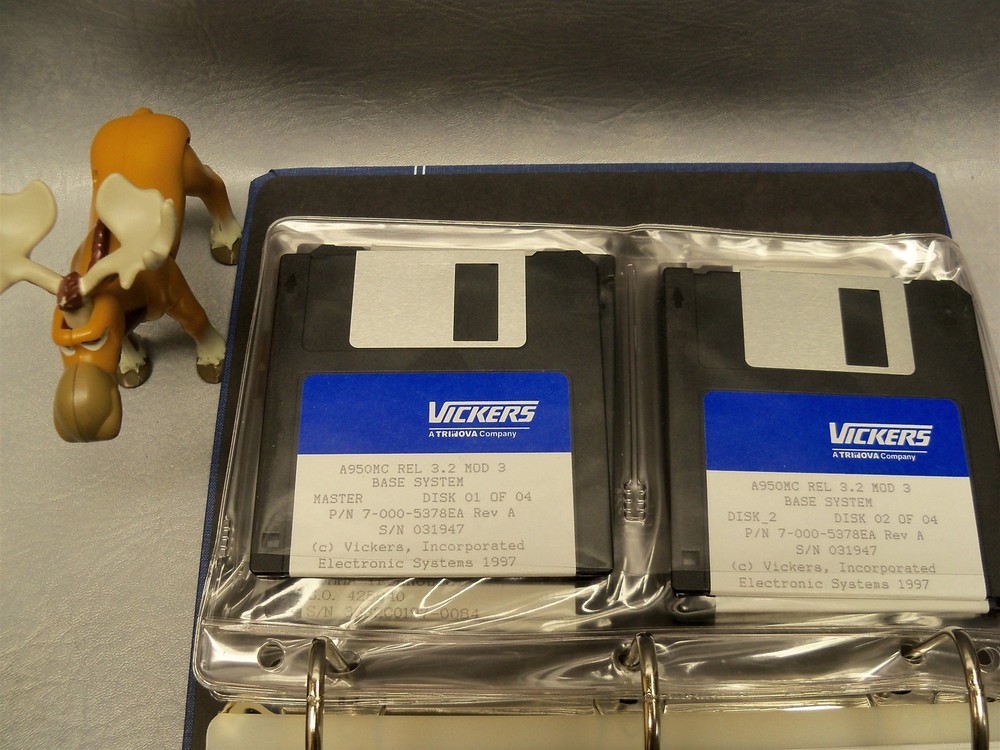 VICKERS
A TRINOVA Company
A950MC REL 3.2 MOD 3
BASE SYSTEM
MASTER DISK 01 OF 04
P/N 7-000-5378EA Rev A
S/N 031947
(c) Vickers, Incorporated
Electronic Systems 1997
S.O.
S/N
VICKERS
A TRINOVA Company
A950MC REL 3.2 MOD 3
BASE SYSTEM
DISK_2 DISK 02 OF 04
P/N 7-000-5378EA Rev A
S/N 031947
(c) Vickers, Incorporated
Electronic Systems 1997